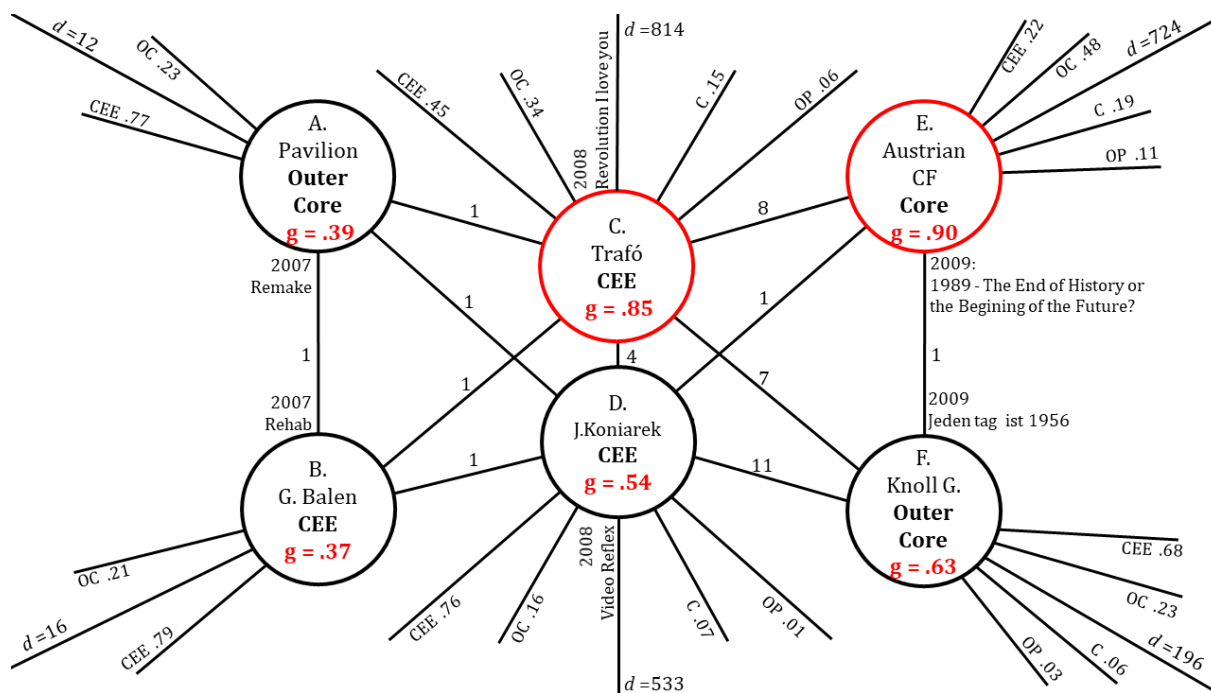 d =12
OC .23
CEE .77
A.
Pavilion
Outer
Core
g = .39
2007
Remake
1
2007
Rehab
B.
G. Balen
CEE
g = .37
OC .21
d =16
CEE .79
1
1
1
1
CEE .45
OC .34
2008
Revolution I love you
d =814
C .15
OP .06
C.
Trafó
CEE
g = .85
4
D.
J.Koniarek
CEE
g = .54
CEE .76
OC .16
2008
Video Reflex
d =533
C .07
OP .01
8
1
7
11
CEE .22
OC .48
d =724
C .19
OP .11
E.
Austrian
CF
Core
g = .90
2009:
1989 - The End of History or
the Begining of the Future?
1
2009
Jeden tag ist 1956
F.
Knoll G.
Outer
Core
g = .63
CEE .68
OC .23
d =196
C .06
OP .03